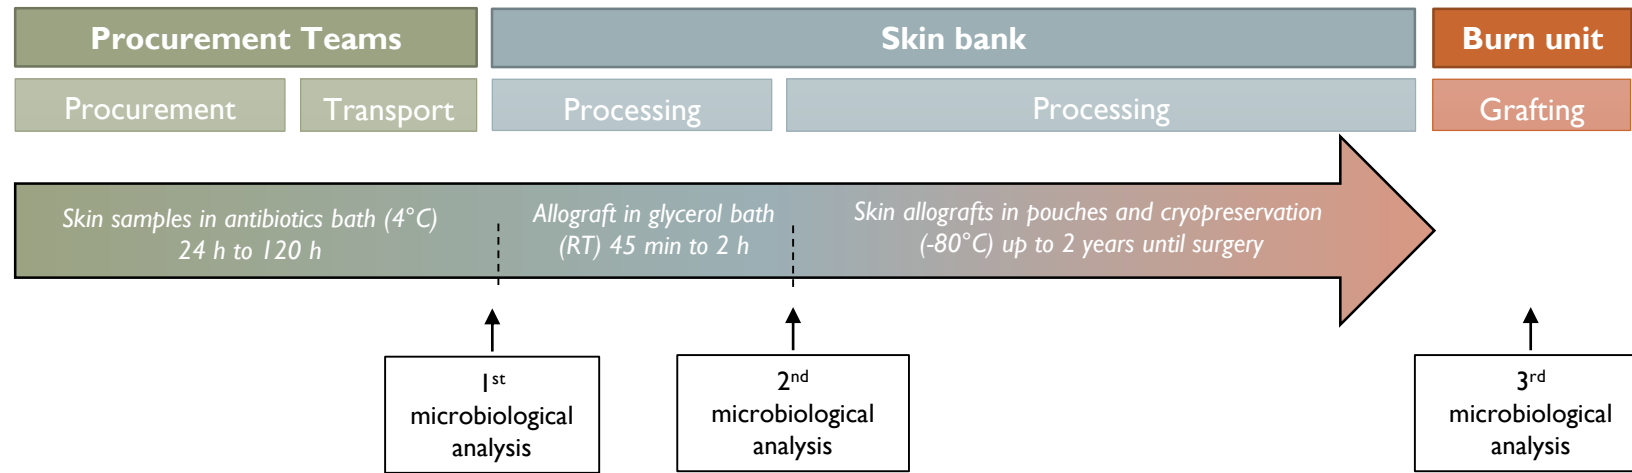 Procurement Teams
Skin bank
Burn unit
Procurement
Transport
Processing
Processing
Grafting
Skin samples in antibiotics bath (4°C)
24 h to 120 h
Allograft in glycerol bath
(RT) 45 min to 2 h
Skin allografts in pouches and cryopreservation
(-80°C) up to 2 years until surgery
1st
microbiological
analysis
2nd
microbiological
analysis
3rd
microbiological
analysis